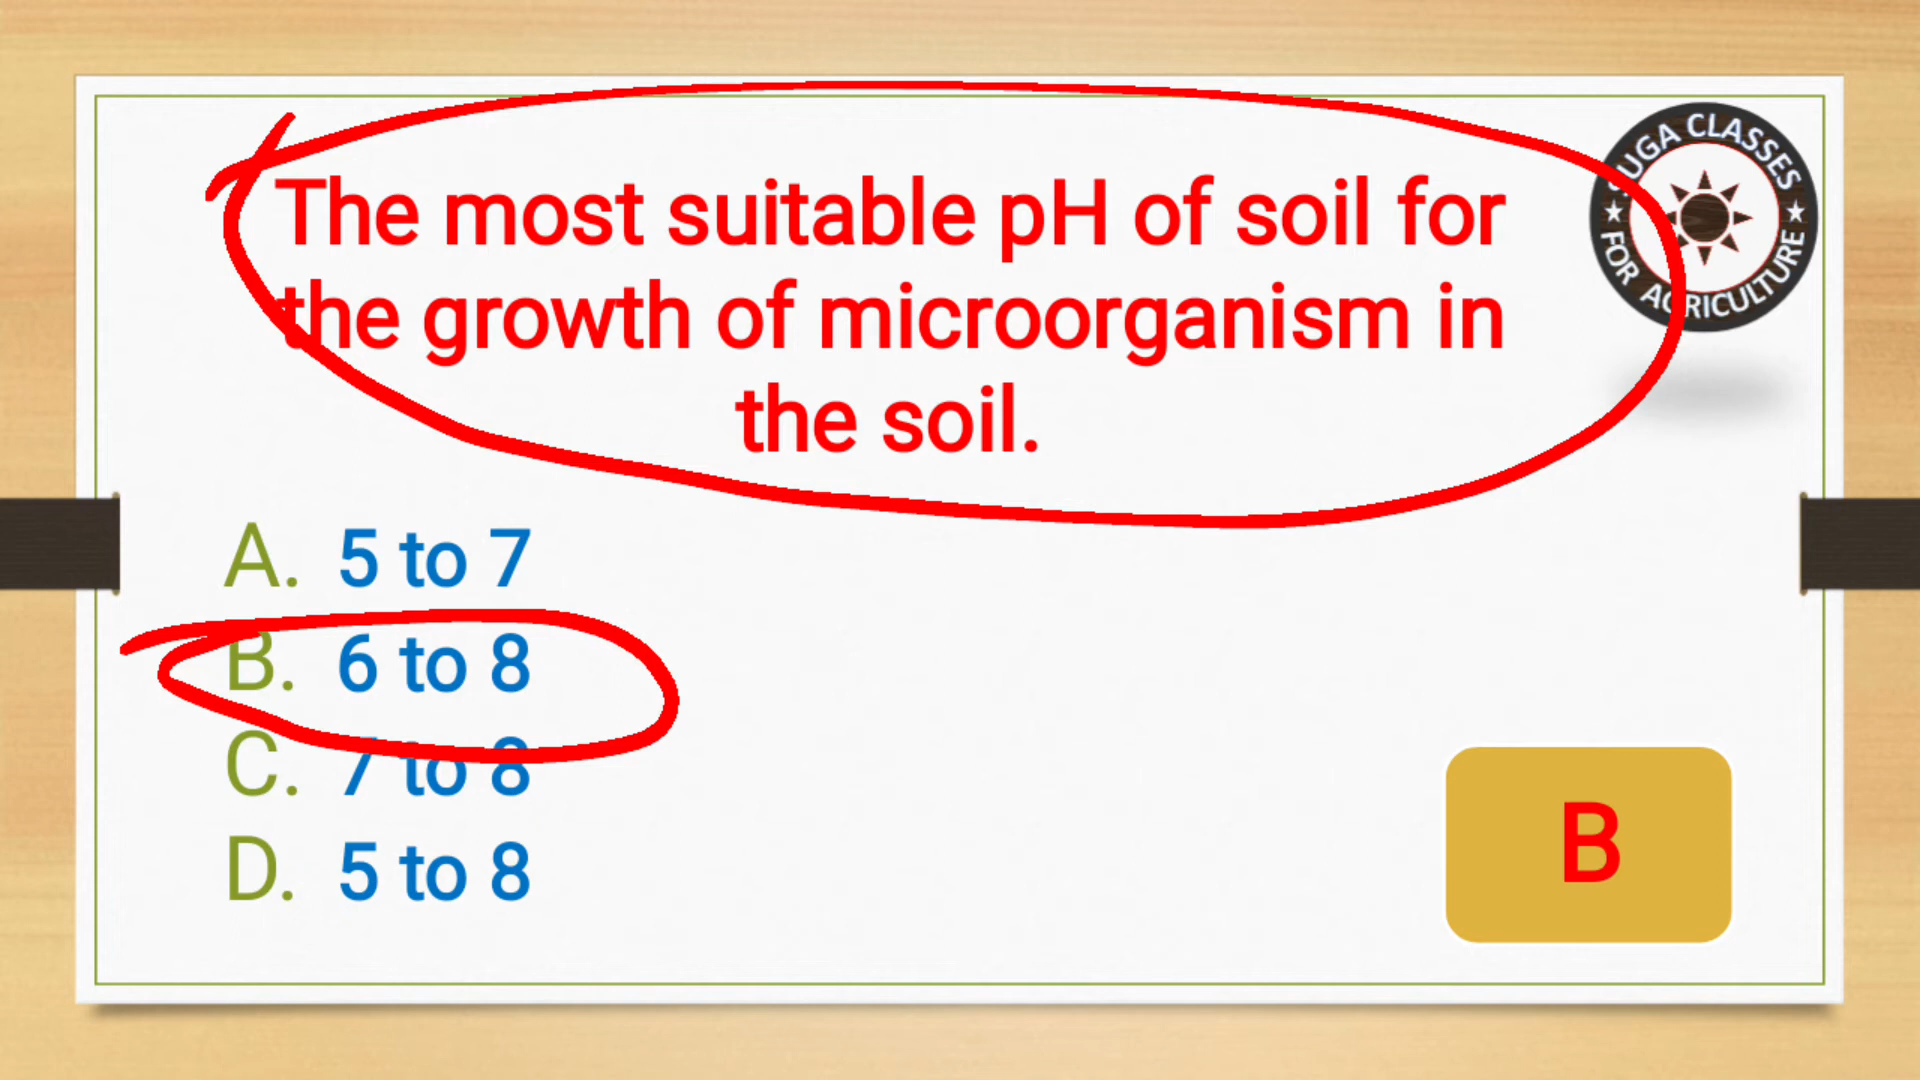 The most suitable pH of soil for
the growth of microorganism in
the soil.
SUGA CLASSES
★ FOR AGRICULTURE ★
A. 5 to 7
B. 6 to 8
C. 7 to 8
D. 5 to 8
B